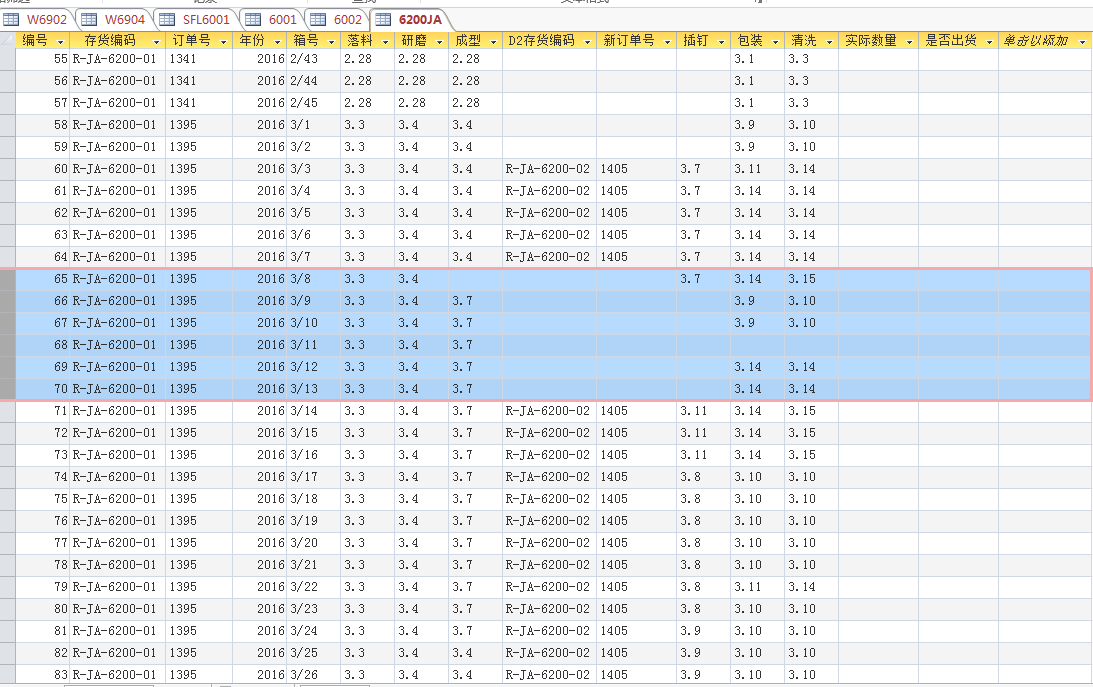 W6902 W6904 SFL6001 6001 6002 6200JA
编号 存货编码 订单号 年份 箱号 落料 研磨 成型 D2存货编码 新订单号 插钉 包装 清洗 实际数量 是否出货 单击以添加
55 R-JA-6200-01 1341 2016 2/43 2.28 2.28 2.28 3.1 3.3
56 R-JA-6200-01 1341 2016 2/44 2.28 2.28 2.28 3.1 3.3
57 R-JA-6200-01 1341 2016 2/45 2.28 2.28 2.28 3.1 3.3
58 R-JA-6200-01 1395 2016 3/1 3.3 3.4 3.4 3.9 3.10
59 R-JA-6200-01 1395 2016 3/2 3.3 3.4 3.4 3.9 3.10
60 R-JA-6200-01 1395 2016 3/3 3.3 3.4 3.4 R-JA-6200-02 1405 3.7 3.11 3.14
61 R-JA-6200-01 1395 2016 3/4 3.3 3.4 3.4 R-JA-6200-02 1405 3.7 3.14 3.14
62 R-JA-6200-01 1395 2016 3/5 3.3 3.4 3.4 R-JA-6200-02 1405 3.7 3.14 3.14
63 R-JA-6200-01 1395 2016 3/6 3.3 3.4 3.4 R-JA-6200-02 1405 3.7 3.14 3.14
64 R-JA-6200-01 1395 2016 3/7 3.3 3.4 3.4 R-JA-6200-02 1405 3.7 3.14 3.14
65 R-JA-6200-01 1395 2016 3/8 3.3 3.4 3.7 3.14 3.15
66 R-JA-6200-01 1395 2016 3/9 3.3 3.4 3.7 3.9 3.10
67 R-JA-6200-01 1395 2016 3/10 3.3 3.4 3.7 3.9 3.10
68 R-JA-6200-01 1395 2016 3/11 3.3 3.4 3.7
69 R-JA-6200-01 1395 2016 3/12 3.3 3.4 3.7 3.14 3.14
70 R-JA-6200-01 1395 2016 3/13 3.3 3.4 3.7 3.14 3.14
71 R-JA-6200-01 1395 2016 3/14 3.3 3.4 3.7 R-JA-6200-02 1405 3.11 3.14 3.15
72 R-JA-6200-01 1395 2016 3/15 3.3 3.4 3.7 R-JA-6200-02 1405 3.11 3.14 3.15
73 R-JA-6200-01 1395 2016 3/16 3.3 3.4 3.7 R-JA-6200-02 1405 3.11 3.14 3.15
74 R-JA-6200-01 1395 2016 3/17 3.3 3.4 3.7 R-JA-6200-02 1405 3.8 3.10 3.10
75 R-JA-6200-01 1395 2016 3/18 3.3 3.4 3.7 R-JA-6200-02 1405 3.8 3.10 3.10
76 R-JA-6200-01 1395 2016 3/19 3.3 3.4 3.7 R-JA-6200-02 1405 3.8 3.10 3.10
77 R-JA-6200-01 1395 2016 3/20 3.3 3.4 3.7 R-JA-6200-02 1405 3.8 3.10 3.10
78 R-JA-6200-01 1395 2016 3/21 3.3 3.4 3.7 R-JA-6200-02 1405 3.8 3.10 3.10
79 R-JA-6200-01 1395 2016 3/22 3.3 3.4 3.7 R-JA-6200-02 1405 3.8 3.11 3.14
80 R-JA-6200-01 1395 2016 3/23 3.3 3.4 3.7 R-JA-6200-02 1405 3.8 3.10 3.10
81 R-JA-6200-01 1395 2016 3/24 3.3 3.4 3.7 R-JA-6200-02 1405 3.9 3.10 3.10
82 R-JA-6200-01 1395 2016 3/25 3.3 3.4 3.4 R-JA-6200-02 1405 3.9 3.10 3.10
83 R-JA-6200-01 1395 2016 3/26 3.3 3.4 3.4 R-JA-6200-02 1405 3.9 3.10 3.10